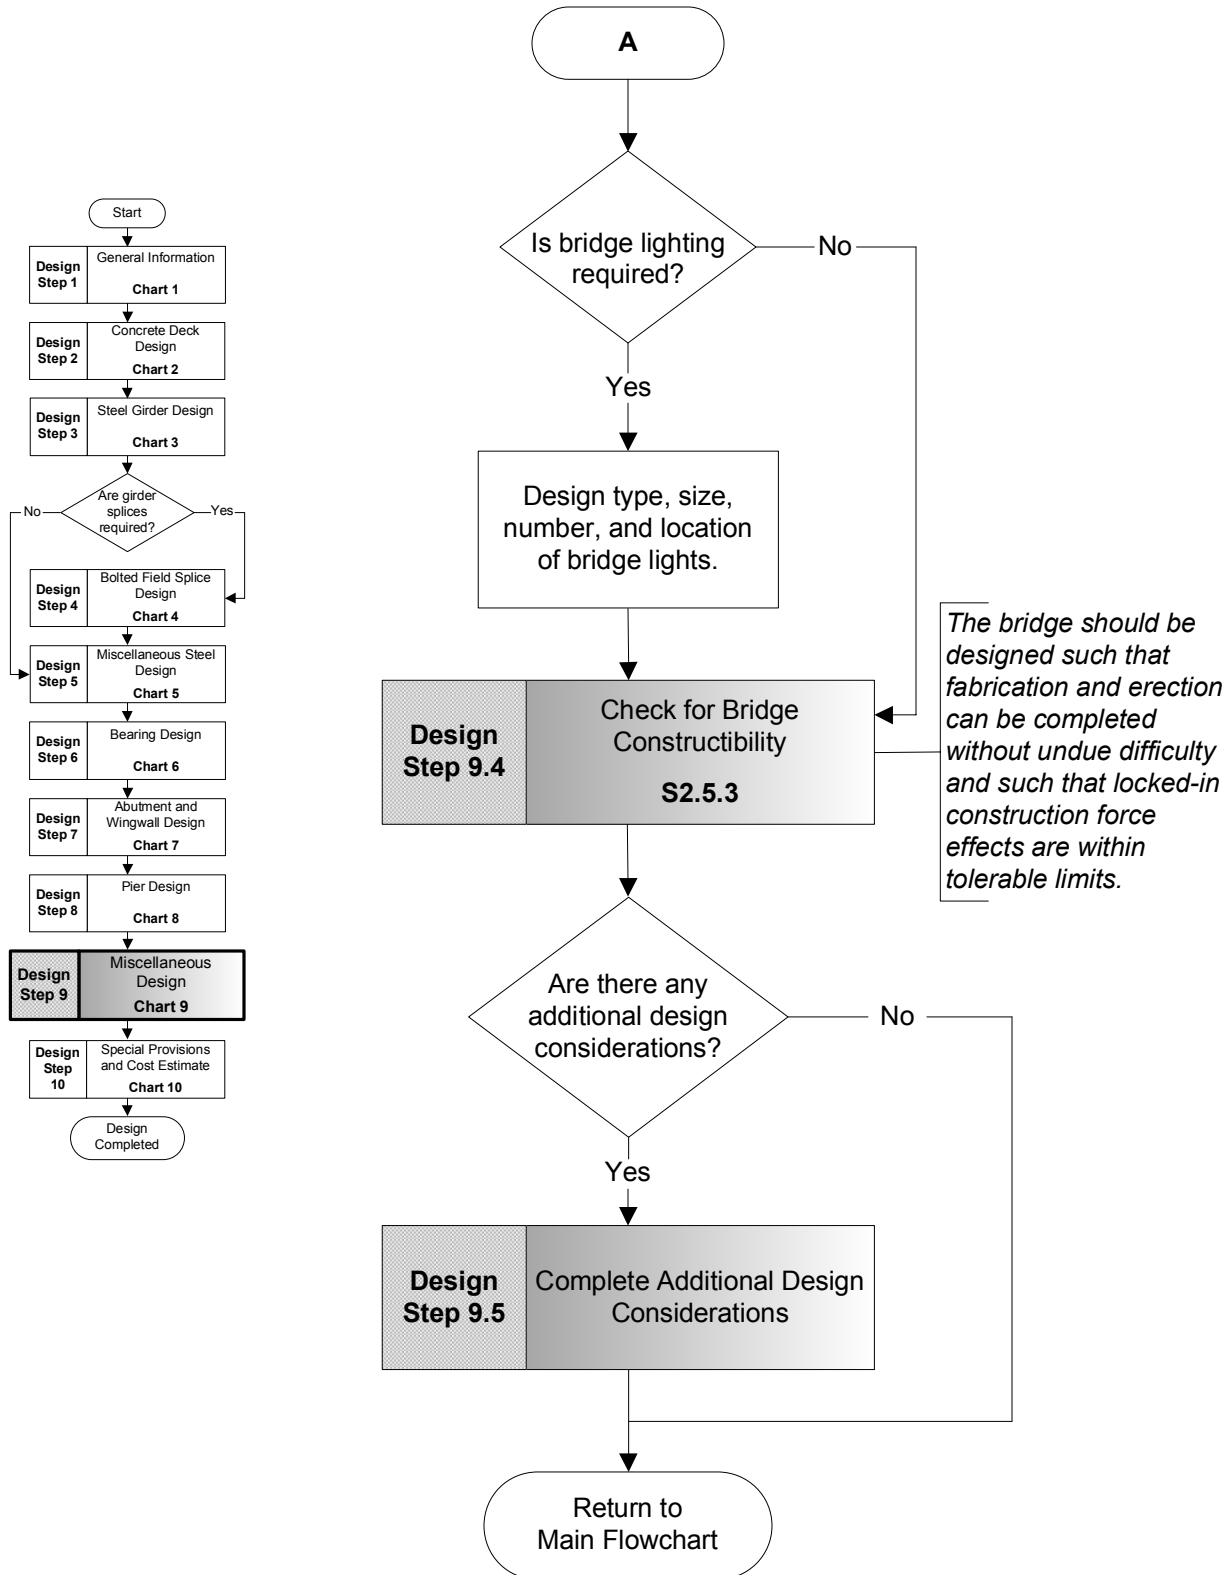 Start
Design
Step 1
General Information
Chart 1
Design
Step 2
Concrete Deck
Design
Chart 2
Design
Step 3
Steel Girder Design
Chart 3
Are girder
splices
required?
No
Yes
Design
Step 4
Bolted Field Splice
Design
Chart 4
Design
Step 5
Miscellaneous Steel
Design
Chart 5
Design
Step 6
Bearing Design
Chart 6
Design
Step 7
Abutment and
Wingwall Design
Chart 7
Design
Step 8
Pier Design
Chart 8
Design
Step 9
Miscellaneous
Design
Chart 9
Design
Step
10
Special Provisions
and Cost Estimate
Chart 10
Design
Completed
A
Is bridge lighting
required?
No
Yes
Design type, size,
number, and location
of bridge lights.
Design
Step 9.4
Check for Bridge
Constructibility
S2.5.3
The bridge should be
designed such that
fabrication and erection
can be completed
without undue difficulty
and such that locked-in
construction force
effects are within
tolerable limits.
Are there any
additional design
considerations?
No
Yes
Design
Step 9.5
Complete Additional Design
Considerations
Return to
Main Flowchart